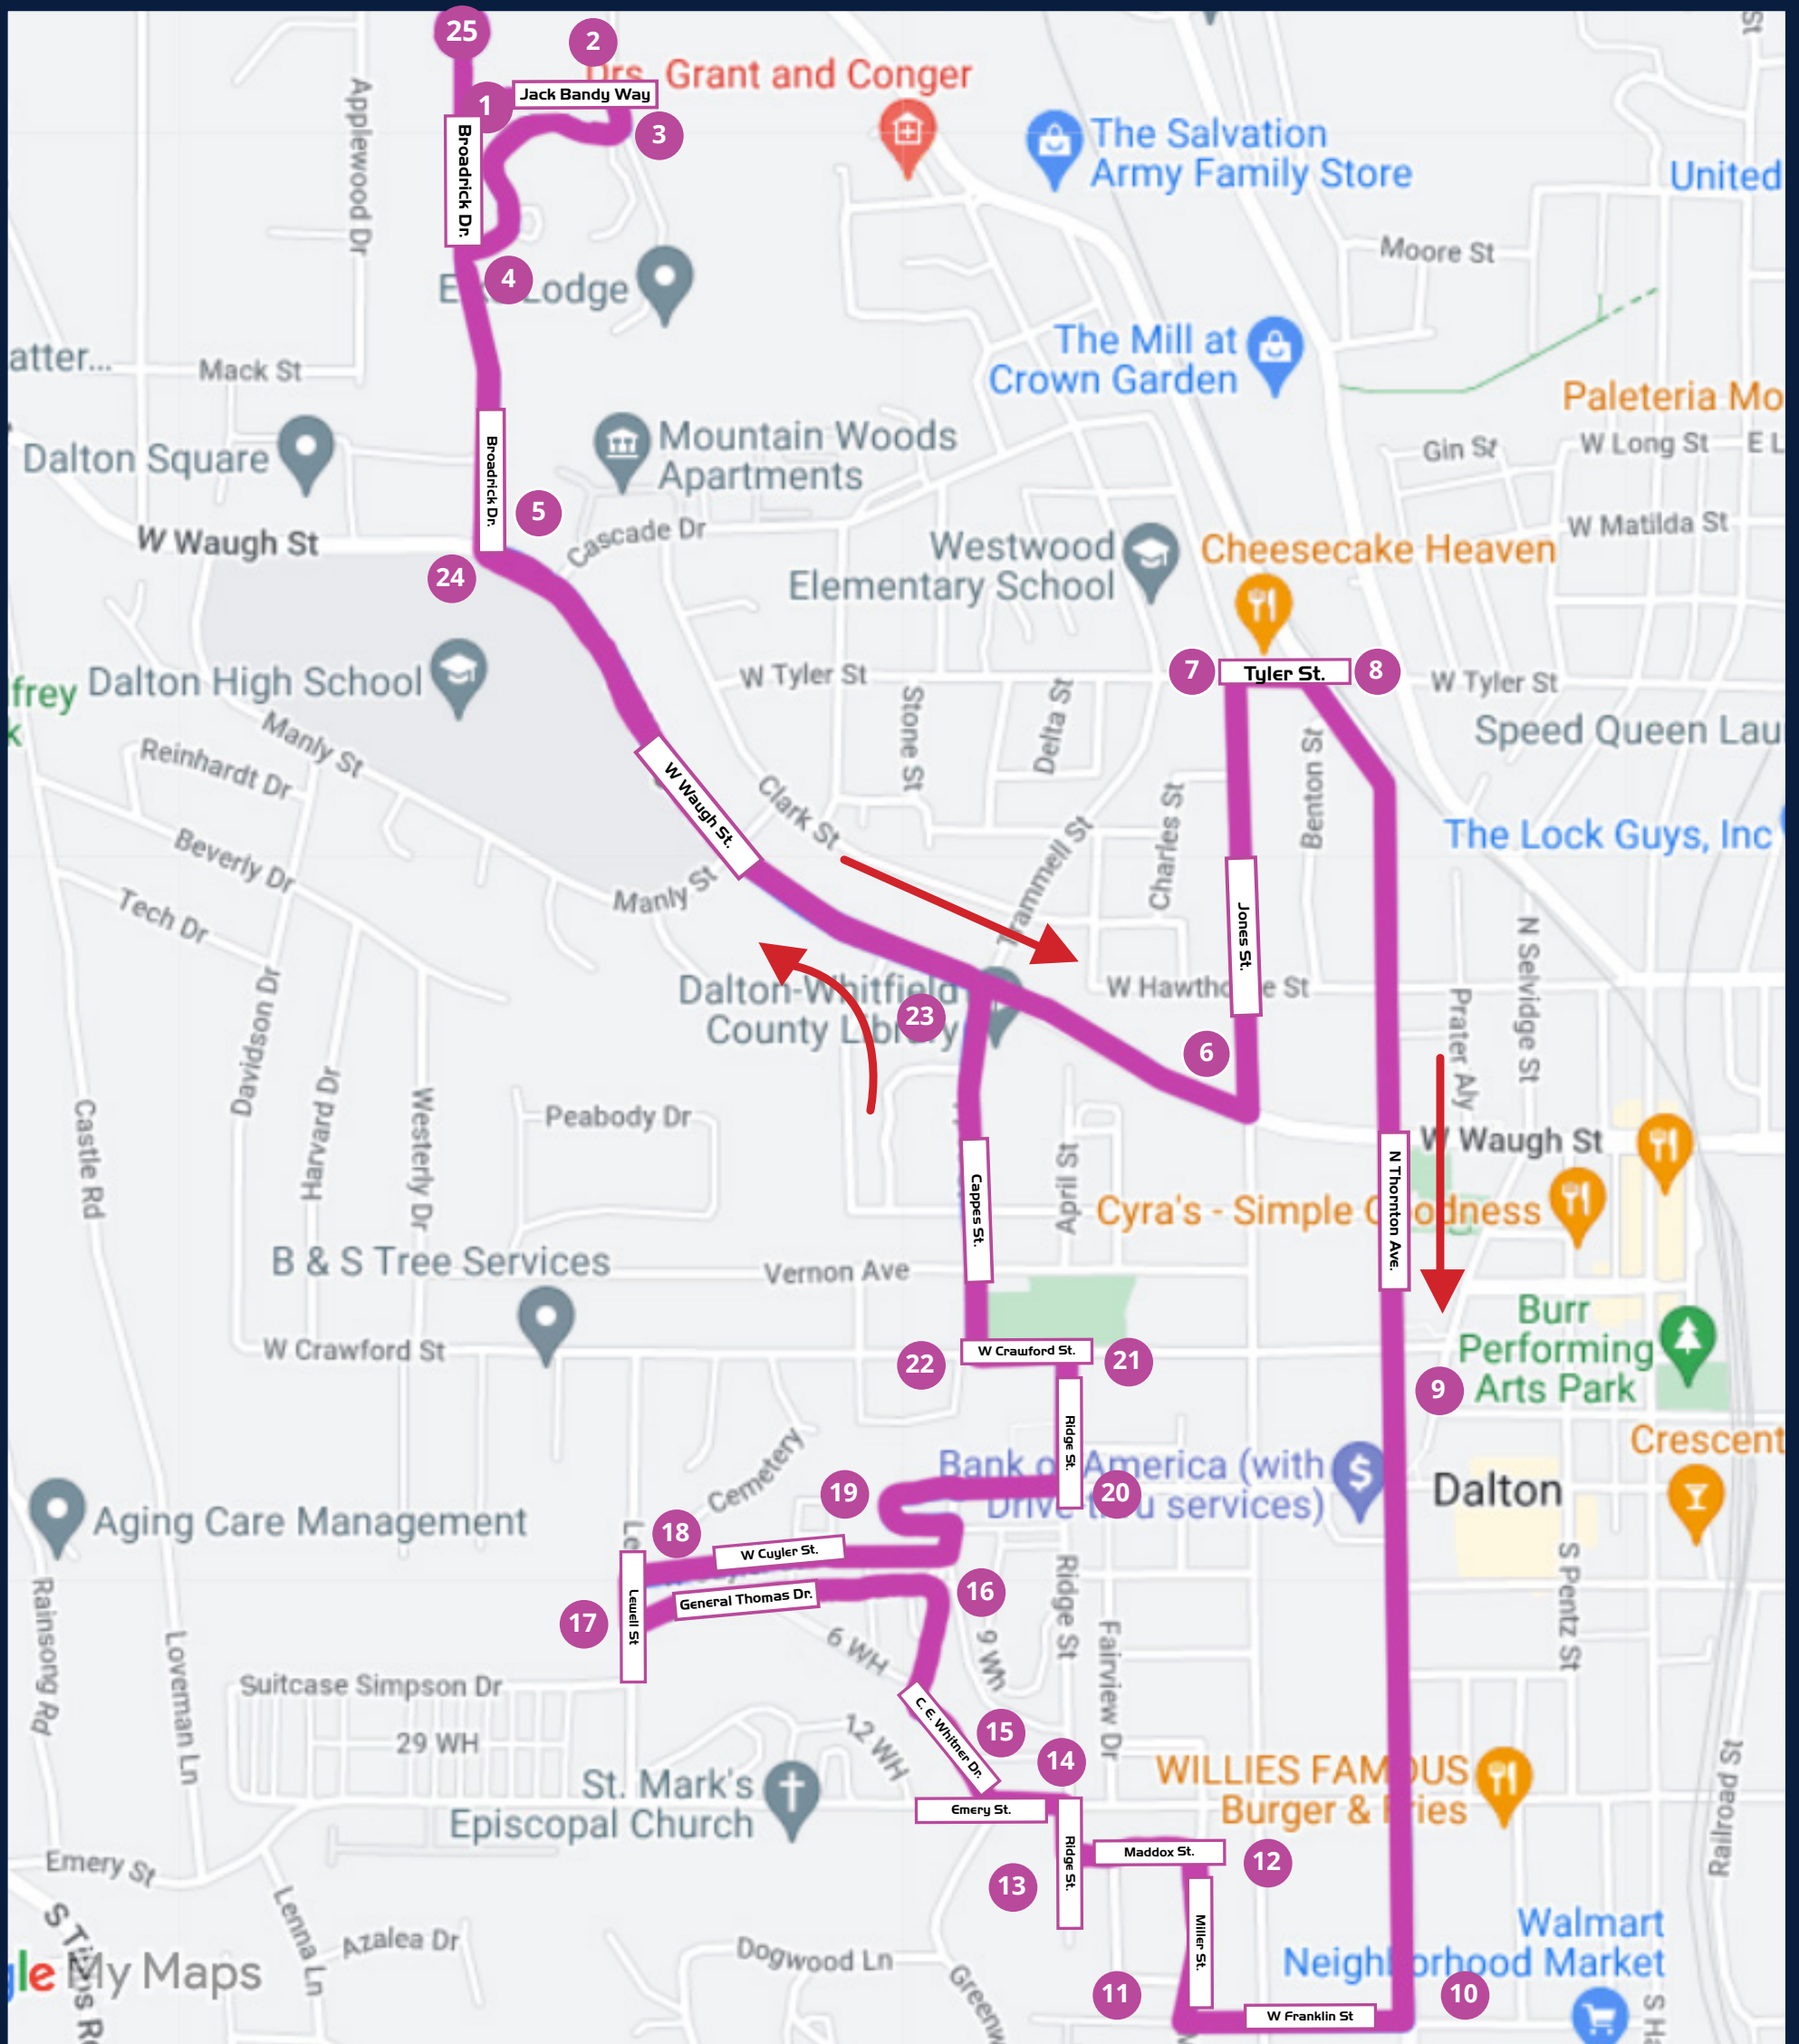 25
2
Drs. Grant and Conger
1
Jack Bandy Way
3
Applewood Dr
Broadrick Dr.
The Salvation
Army Family Store
United
Moore St
4
Lodge
The Mill at
Crown Garden
atter...
Mack St
Paleteria Mo
Dalton Square
Broadrick Dr.
Mountain Woods
Apartments
Gin St
W Long St
E L
5
W Waugh St
Cascade Dr
W Matilda St
24
Westwood
Elementary School
Cheesecake Heaven
Dalton High School
frey
k
W Tyler St
7
Tyler St.
8
W Tyler St
Speed Queen Lau
Manly St
Reinhardt Dr
Stone St
Delta St
Benton St
W Waugh St.
Clark St
Charles St
The Lock Guys, Inc
Beverly Dr
Manly St
Trammell St
Tech Dr
Jones St.
N Selvidge St
Dalton-Whitfield
County Library
23
W Hawtho e St
6
Prater Aly
Davidson Dr
Harvard Dr
Westerly Dr
Castle Rd
Peabody Dr
W Waugh St
N Thornton Ave.
Cappes St.
April St
Cyra's - Simple Goodness
B & S Tree Services
Vernon Ave
Burr
Performing
Arts Park
W Crawford St
22
W Crawford St.
21
9
Ridge St.
Crescent
Cemetery
Bank of America (with
Drive thru services)
Dalton
19
20
Aging Care Management
18
Le
W Cuyler St.
Lewell St
General Thomas Dr.
16
17
Ridge St
S Pentz St
Rainsong Rd
Loveman Ln
6 WH
9 Wh
Fairview Dr
Suitcase Simpson Dr
C. E. Whitner Dr.
15
29 WH
12 WH
14
WILLIES FAMOUS
Burger & Fries
Railroad St
St. Mark's
Episcopal Church
Emery St.
Emery St
Ridge St.
Maddox St.
12
13
Lenna Ln
Azalea Dr
Miller St.
Walmart
Neighborhood Market
Dogwood Ln
gle My Maps
11
10
W Franklin St